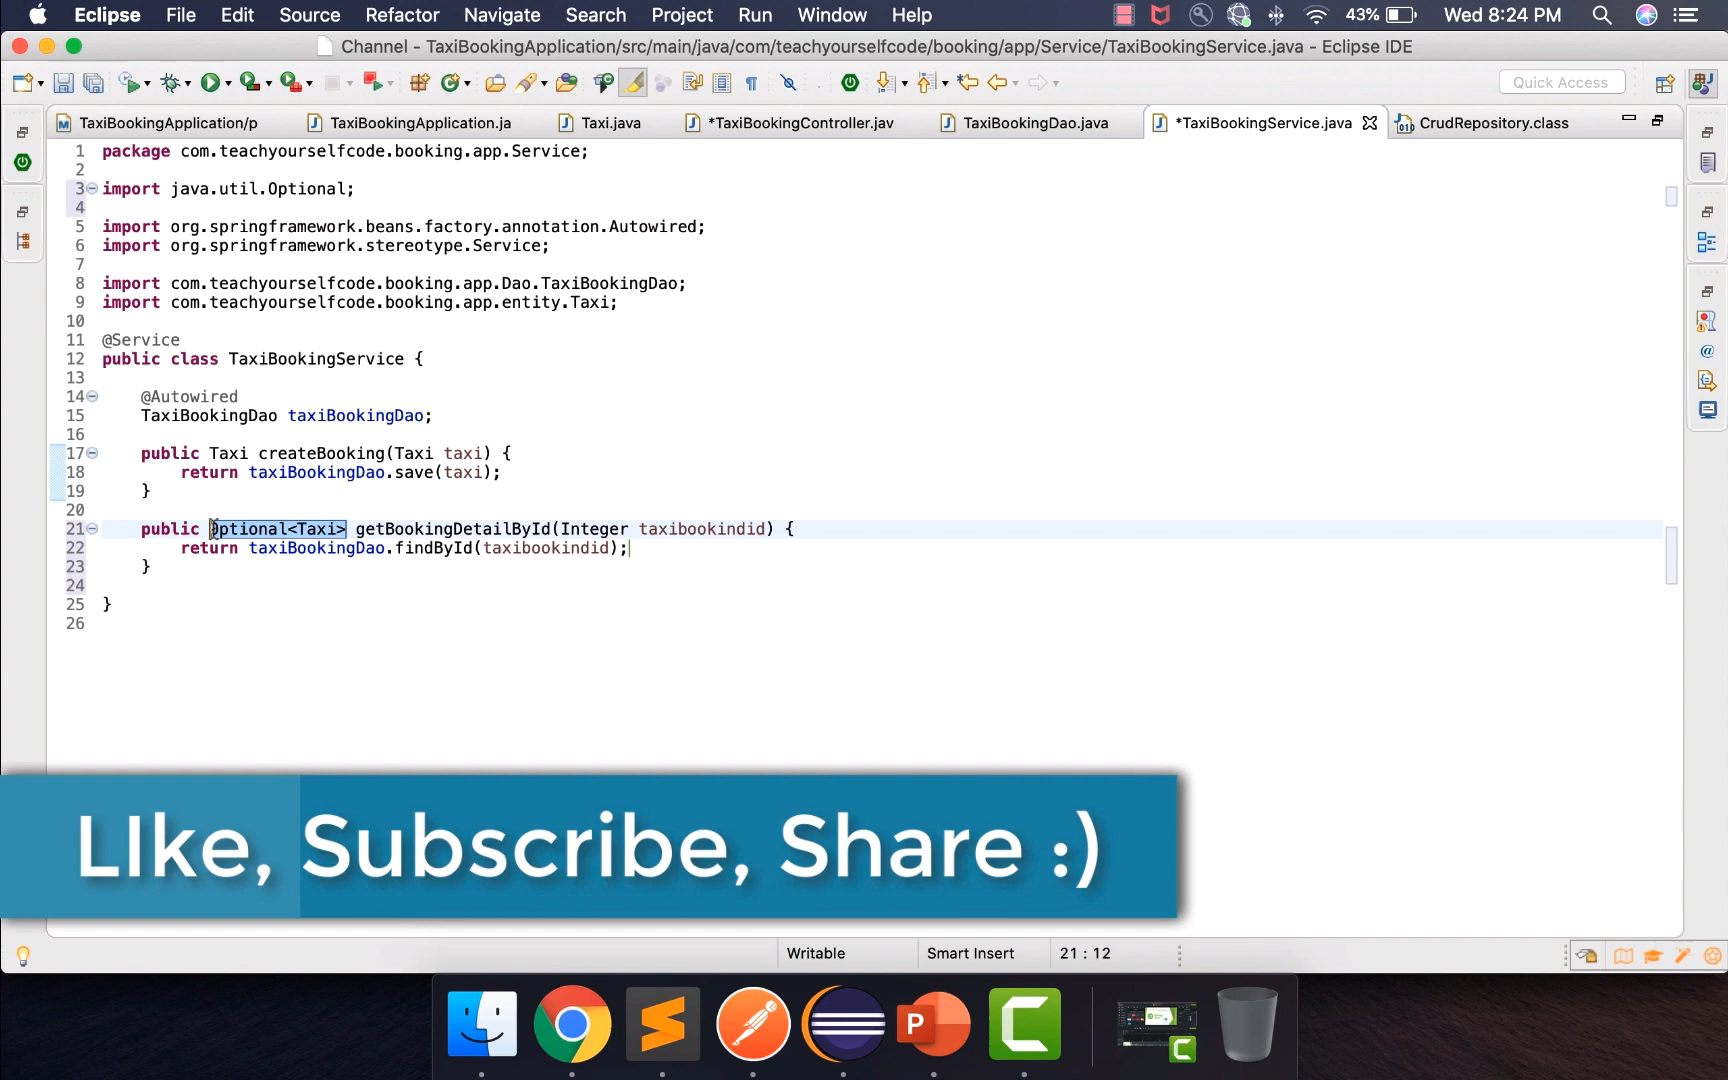 Eclipse File Edit Source Refactor Navigate Search Project Run Window Help 43% Wed 8:24 PM
Channel - TaxiBookingApplication/src/main/java/com/teachyourselfcode/booking/app/Service/TaxiBookingService.java - Eclipse IDE
Quick Access
TaxiBookingApplication/p TaxiBookingApplication.ja Taxi.java *TaxiBookingController.jav TaxiBookingDao.java *TaxiBookingService.java CrudRepository.class
1 package com.teachyourselfcode.booking.app.Service;
2
3 import java.util.Optional;
4
5 import org.springframework.beans.factory.annotation.Autowired;
6 import org.springframework.stereotype.Service;
7
8 import com.teachyourselfcode.booking.app.Dao.TaxiBookingDao;
9 import com.teachyourselfcode.booking.app.entity.Taxi;
10
11 @Service
12 public class TaxiBookingService {
13
14 @Autowired
15 TaxiBookingDao taxiBookingDao;
16
17 public Taxi createBooking(Taxi taxi) {
18 return taxiBookingDao.save(taxi);
19 }
20
21 public Optional<Taxi> getBookingDetailById(Integer taxibookindid) {
22 return taxiBookingDao.findById(taxibookindid);
23 }
24
25 }
26
LIke, Subscribe, Share :)
Writable Smart Insert 21 : 12